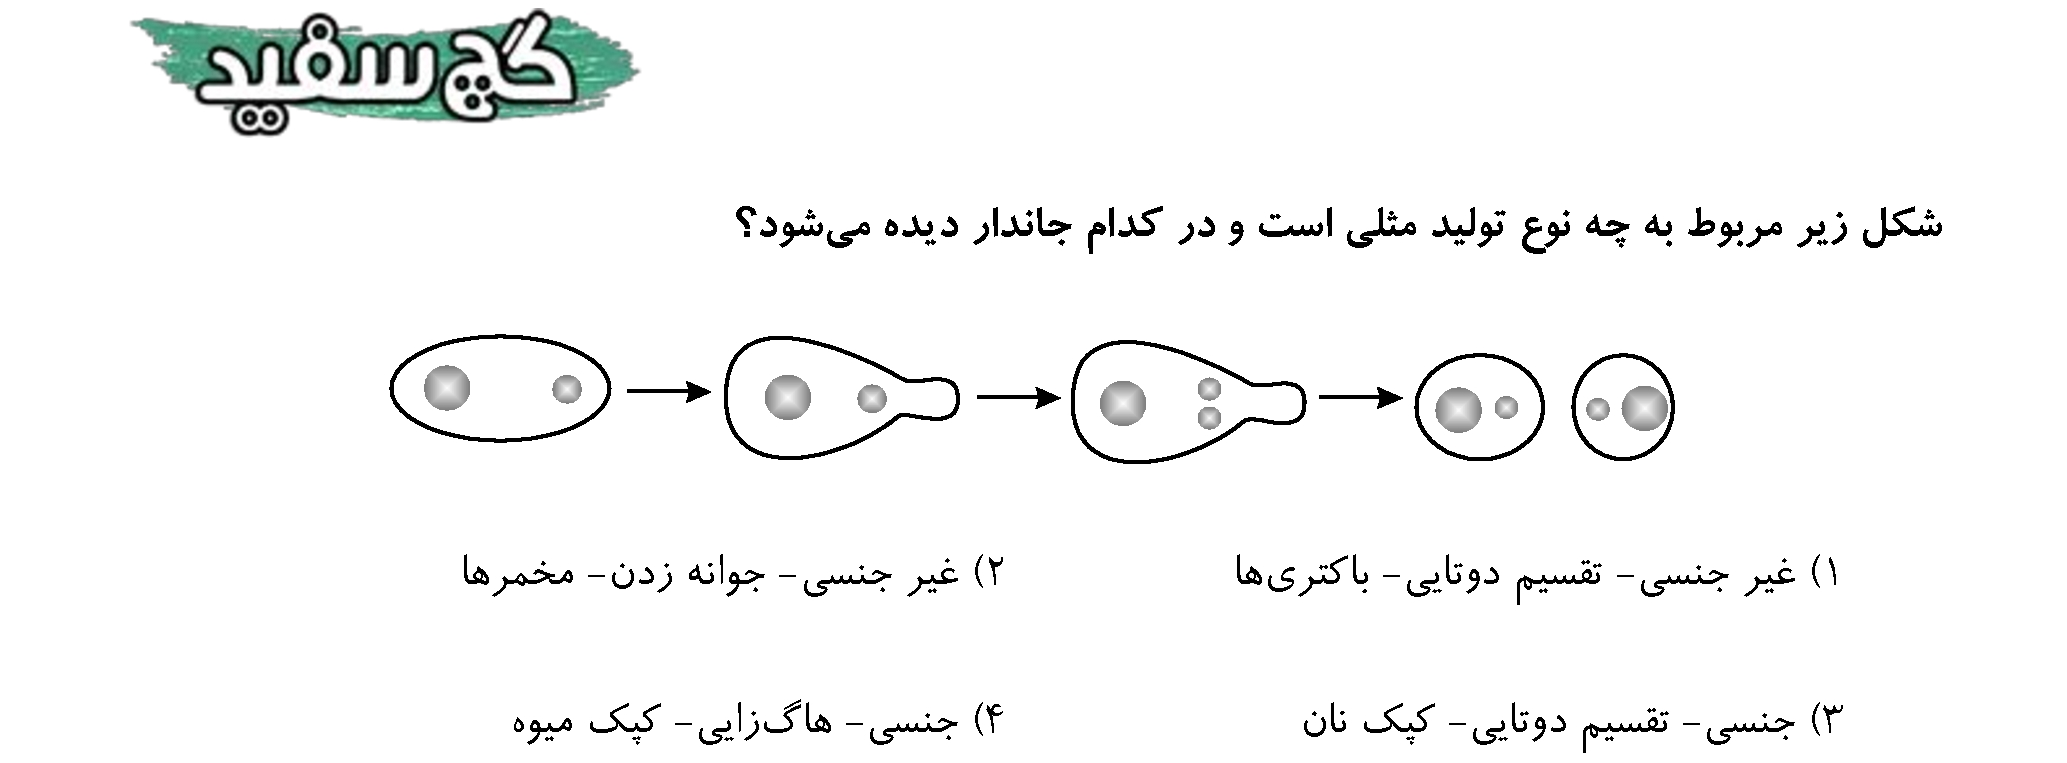 گچ سفید
شکل زیر مربوط به چه نوع تولید مثلی است و در کدام جاندار دیده می‌شود؟
۱) غیر جنسی- تقسیم دوتایی- باکتری‌ها
۲) غیر جنسی- جوانه زدن- مخمرها
۳) جنسی- تقسیم دوتایی- کپک نان
۴) جنسی- هاگ‌زایی- کپک میوه